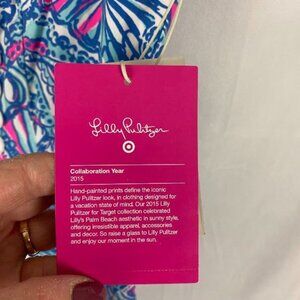 Lilly Pulitzer
Collaboration Year
2015
Hand-painted prints define the iconic
Lilly Pulitzer look, in clothing designed for
a vacation state of mind. Our 2015 Lilly
Pulitzer for Target collection celebrated
Lilly's Palm Beach aesthetic in sunny style,
offering irresistible apparel, accessories
and decor. So raise a glass to Lilly Pulitzer
and enjoy our moment in the sun.